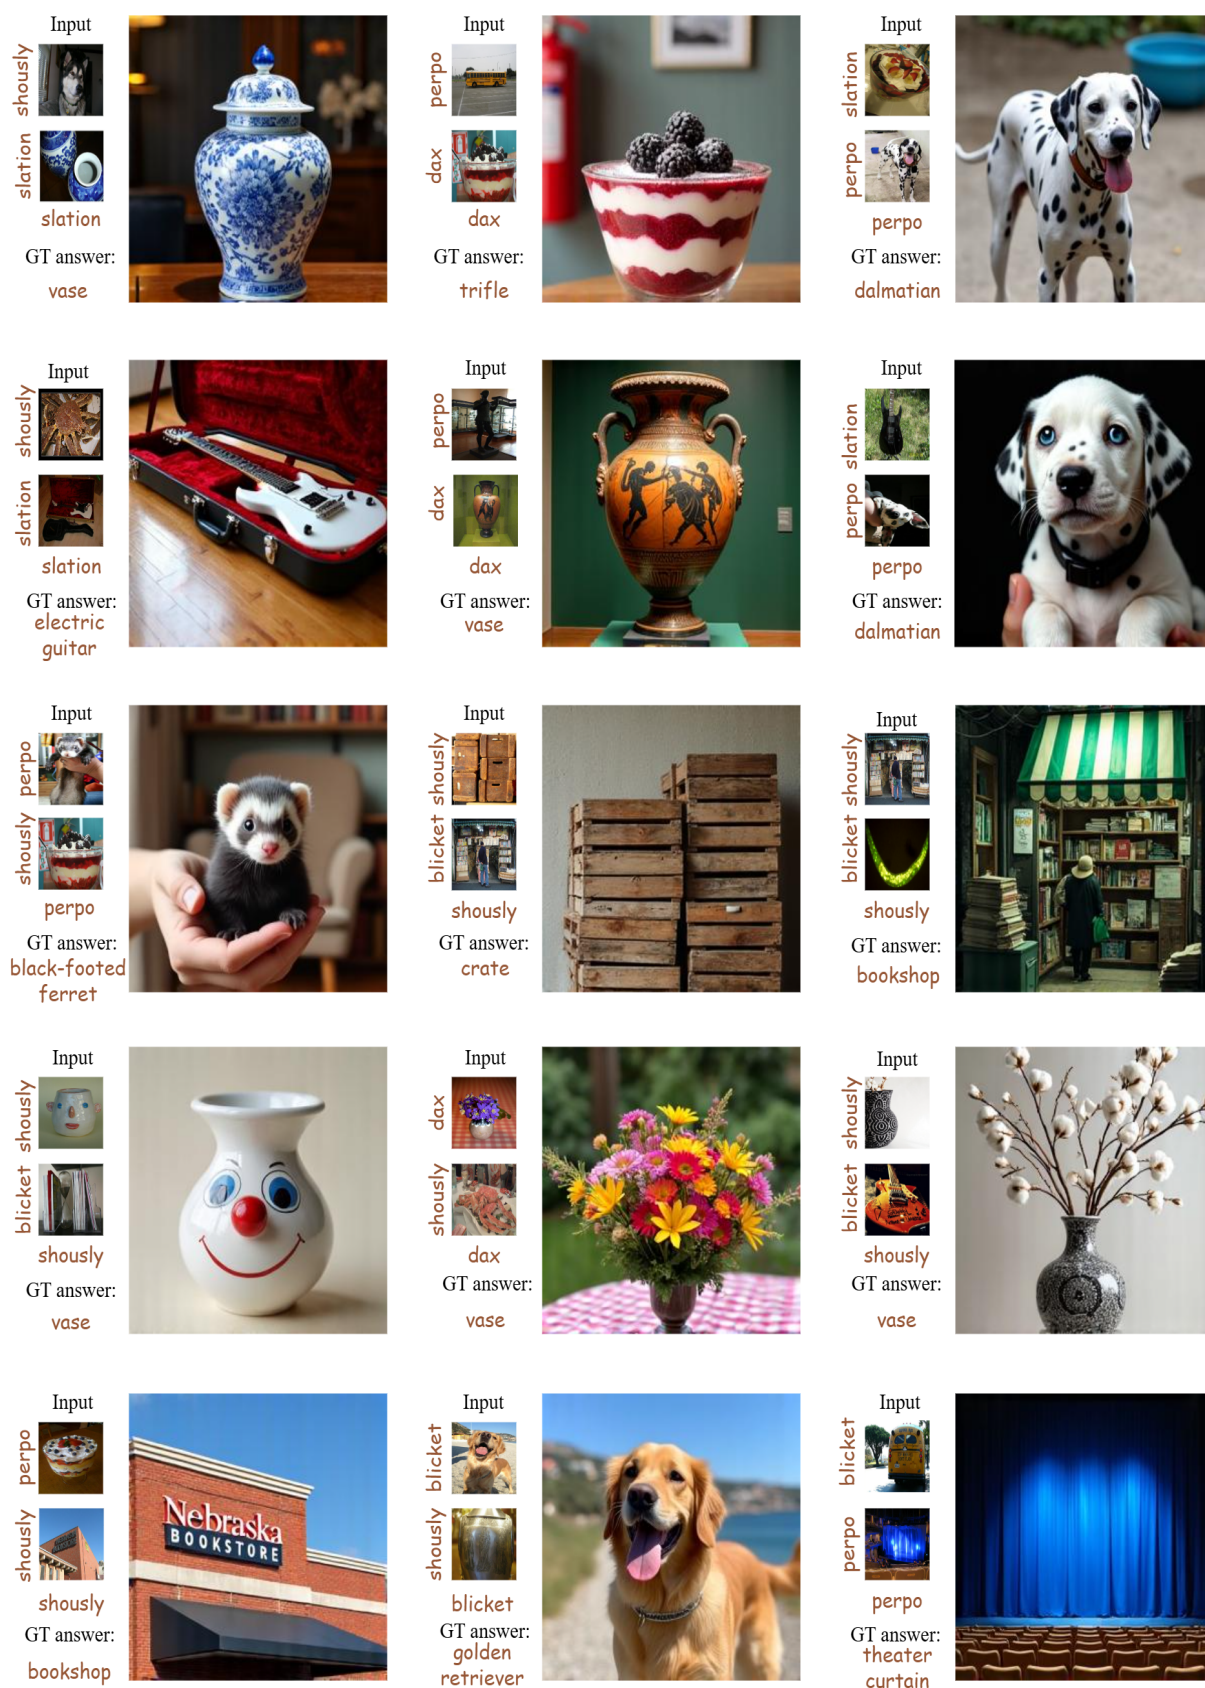 Input
shously
slation
slation
GT answer:
vase
Input
perpo
dax
dax
GT answer:
trifle
Input
slation
perpo
perpo
GT answer:
dalmatian
Input
shously
slation
slation
GT answer:
electric
guitar
Input
perpo
dax
dax
GT answer:
vase
Input
slation
perpo
perpo
GT answer:
dalmatian
Input
perpo
shously
perpo
GT answer:
black-footed
ferret
Input
shously
blicket
shously
GT answer:
crate
Input
shously
blicket
shously
GT answer:
bookshop
Input
shously
blicket
shously
GT answer:
vase
Input
dax
shously
dax
GT answer:
vase
Input
shously
blicket
shously
GT answer:
vase
Input
perpo
shously
shously
GT answer:
bookshop
Nebraska
BOOKSTORE
Input
blicket
shously
blicket
GT answer:
golden
retriever
Input
blicket
perpo
perpo
GT answer:
theater
curtain